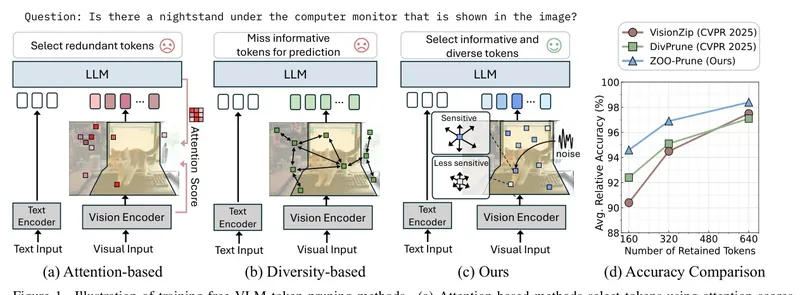 Question: Is there a nightstand under the computer monitor that is shown in the image?
Select redundant tokens
LLM
Attention Score
Text Encoder
Vision Encoder
Text Input
Visual Input
(a) Attention-based
Miss informative
tokens for prediction
LLM
Text Encoder
Vision Encoder
Text Input
Visual Input
(b) Diversity-based
Select informative and
diverse tokens
LLM
Sensitive
Less sensitive
noise
Text Encoder
Vision Encoder
Text Input
Visual Input
(c) Ours
VisionZip (CVPR 2025)
DivPrune (CVPR 2025)
ZOO-Prune (Ours)
Avg. Relative Accuracy (%)
100
98
96
94
92
90
88
160 320 480 640
Number of Retained Tokens
(d) Accuracy Comparison
Figure 1. Illustration of training-free VLM token pruning methods. (a) Attention-based methods select tokens using attention scores